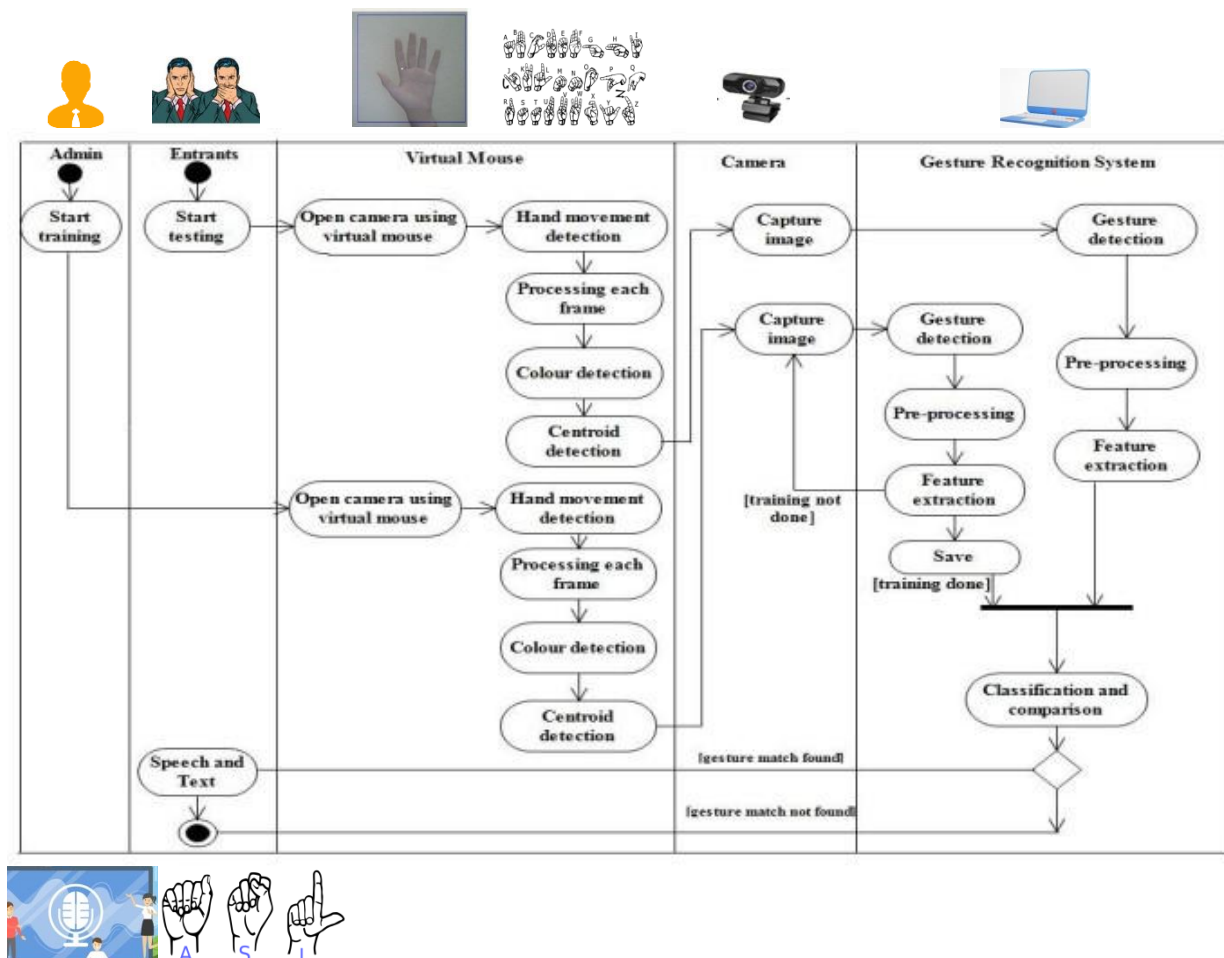 A B C D E F G H I
J K L M N O P Q
R S T U V W X Y Z
Admin
Entrants
Virtual Mouse
Camera
Gesture Recognition System
Start
training
Start
testing
Open camera using
virtual mouse
Hand movement
detection
Capture
image
Gesture
detection
Processing each
frame
Capture
image
Gesture
detection
Pre-processing
Colour detection
Pre-processing
Centroid
detection
Feature
extraction
Open camera using
virtual mouse
Hand movement
detection
[training not
done]
Feature
extraction
Processing each
frame
Save
[training done]
Colour detection
Classification and
comparison
Centroid
detection
Speech and
Text
[gesture match found]
[gesture match not found]
A S L